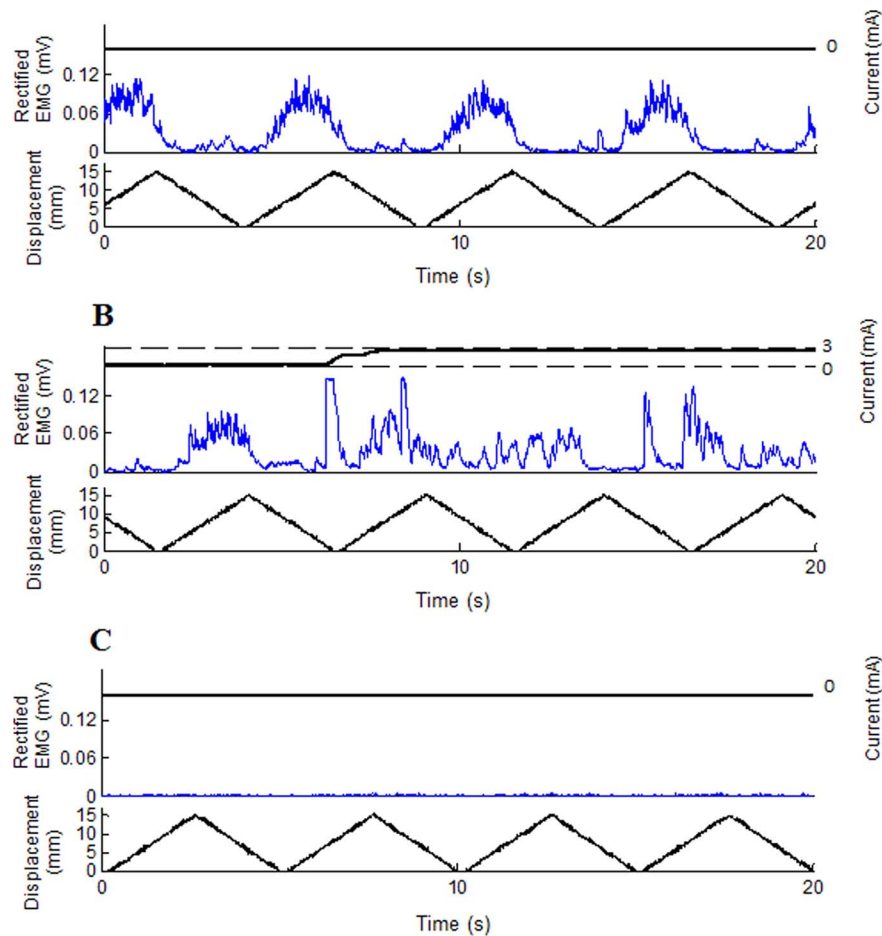 Rectified
EMG (mV)
0.12
0.06
0
0
Current (mA)
Displacement
(mm)
15
10
5
0
0
10
20
Time (s)
B
Rectified
EMG (mV)
0.12
0.06
0
3
0
Current (mA)
Displacement
(mm)
15
10
5
0
0
10
20
Time (s)
C
Rectified
EMG (mV)
0.12
0.06
0
0
Current (mA)
Displacement
(mm)
15
10
5
0
0
10
20
Time (s)